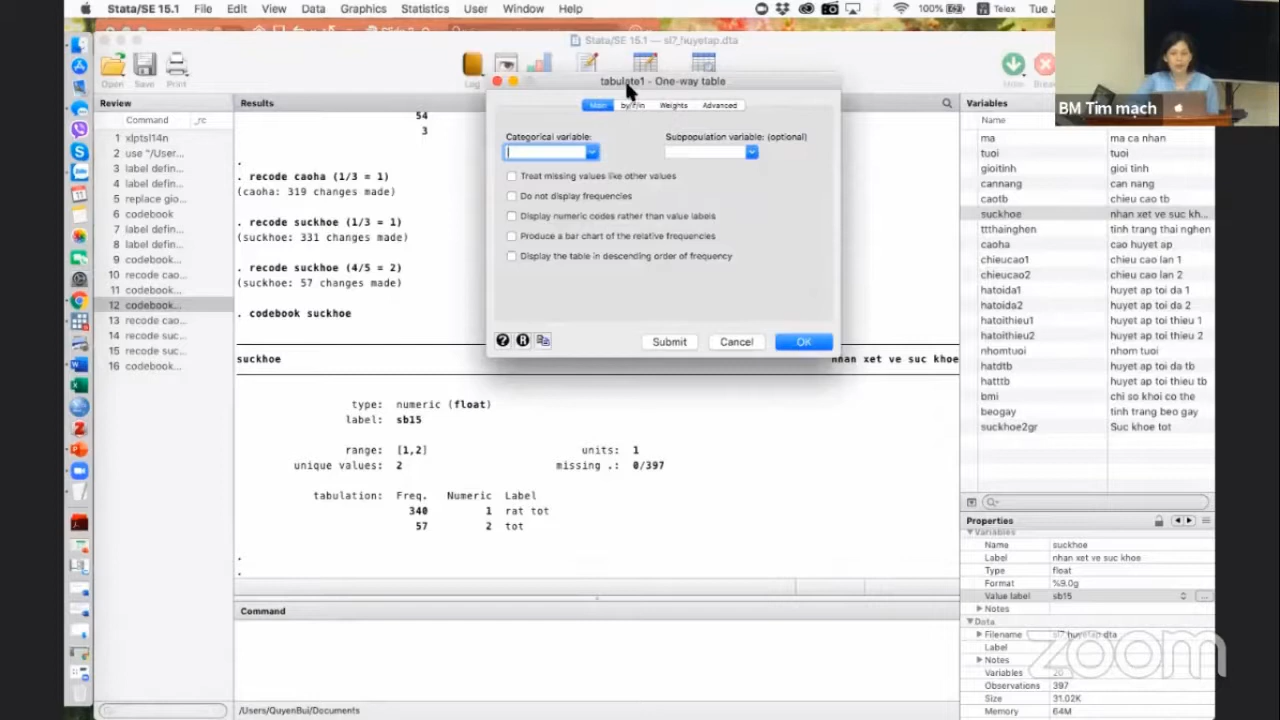 Stata/SE 15.1 File Edit View Data Graphics Statistics User Window Help 100% Telex Tue J
Stata/SE 15.1 — sl7_huyetap.dta
Open Save Print Log
Review Results Variables
Command _rc
1 xlptsl14n
2 use "/User...
3 label defin...
4 label defin...
5 replace gio...
6 codebook
7 label defin...
8 label defin...
9 codebook...
10 recode cao...
11 codebook...
12 codebook...
13 recode cao...
14 recode suc...
15 recode suc...
16 codebook...
54
3
.
. recode caoha (1/3 = 1)
(caoha: 319 changes made)
. recode suckhoe (1/3 = 1)
(suckhoe: 331 changes made)
. recode suckhoe (4/5 = 2)
(suckhoe: 57 changes made)
. codebook suckhoe
suckhoe nhan xet ve suc khoe
type: numeric (float)
label: sb15
range: [1,2] units: 1
unique values: 2 missing .: 0/397
tabulation: Freq. Numeric Label
340 1 rat tot
57 2 tot
.
.
Command
/Users/QuyenBui/Documents
tabulate1 - One-way table
Main by/if/in Weights Advanced
Categorical variable: Subpopulation variable: (optional)
Treat missing values like other values
Do not display frequencies
Display numeric codes rather than value labels
Produce a bar chart of the relative frequencies
Display the table in descending order of frequency
? R Submit Cancel OK
BM Tim mach
Name Label
ma ma ca nhan
tuoi tuoi
gioitinh gioi tinh
cannang can nang
caotb chieu cao tb
suckhoe nhan xet ve suc kh...
ttthainghen tinh trang thai nghen
caoha cao huyet ap
chieucao1 chieu cao lan 1
chieucao2 chieu cao lan 2
hatoida1 huyet ap toi da 1
hatoida2 huyet ap toi da 2
hatoithieu1 huyet ap toi thieu 1
hatoithieu2 huyet ap toi thieu 2
nhomtuoi nhom tuoi
hatdtb huyet ap toi da tb
hatttb huyet ap toi thieu tb
bmi chi so khoi co the
beogay tinh trang beo gay
suckhoe2gr Suc khoe tot
Properties
Variables
Name suckhoe
Label nhan xet ve suc khoe
Type float
Format %9.0g
Value label sb15
Notes
Data
Filename sl7_huyetap.dta
Label
Notes
Variables 20
Observations 397
Size 31.02K
Memory 64M
zoom